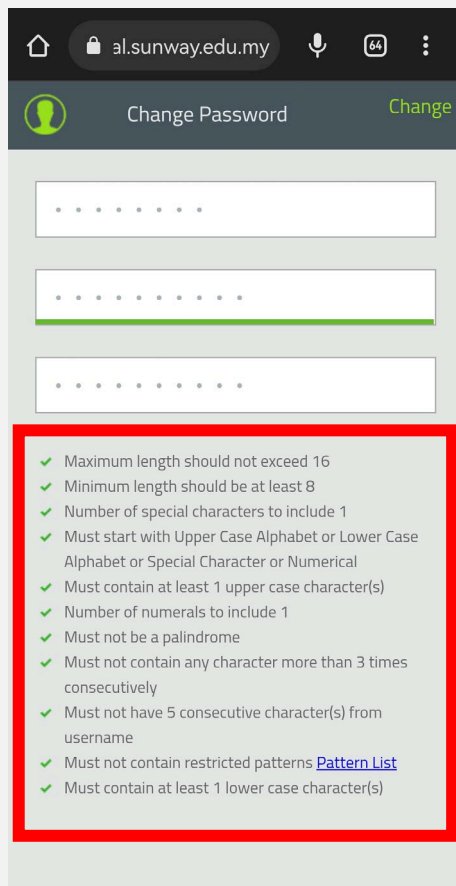 al.sunway.edu.my
64
Change Password
Change
Maximum length should not exceed 16
Minimum length should be at least 8
Number of special characters to include 1
Must start with Upper Case Alphabet or Lower Case
Alphabet or Special Character or Numerical
Must contain at least 1 upper case character(s)
Number of numerals to include 1
Must not be a palindrome
Must not contain any character more than 3 times
consecutively
Must not have 5 consecutive character(s) from
username
Must not contain restricted patterns Pattern List
Must contain at least 1 lower case character(s)